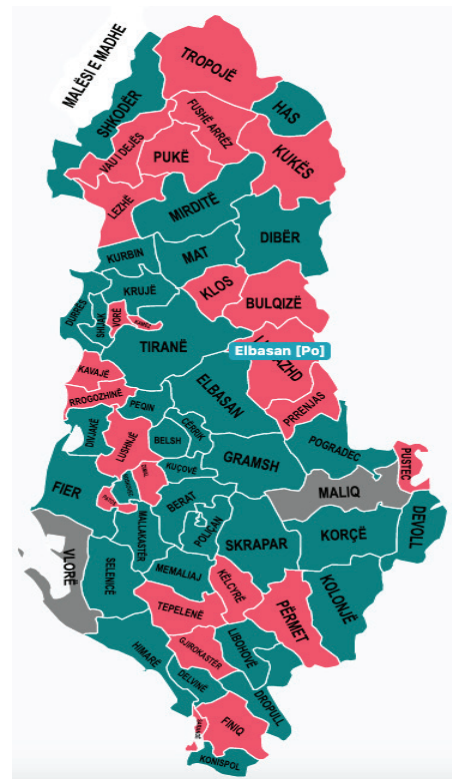 MALËSI E MADHE
TROPOJË
SHKODËR
HAS
FUSHË ARRËZ
VAU I DEJËS
PUKË
KUKËS
LEZHË
MIRDITË
DIBËR
KURBIN
MAT
KLOS
KRUJË
BULQIZË
DURRËS
SHIJAK
VORË
TIRANË
Elbasan [Po]
KAVAJË
ELBASAN
RROGOZHINË
PEQIN
PRRENJAS
DIVJAKË
LUSHNJE
CËRRIK
BELSH
POGRADEC
PUSTEC
GRAMSH
KUÇOVË
FIER
MALIQ
BERAT
DEVOLL
POLIÇAN
MALLAKASTËR
SKRAPAR
KORÇË
VLORË
SELENICË
MEMALIAJ
KËLCYRË
KOLONJË
TEPELENË
PËRMET
GJIROKASTËR
LIBOHOVË
HIMARË
DELVINË
DROPULL
FINIQ
KONISPOL